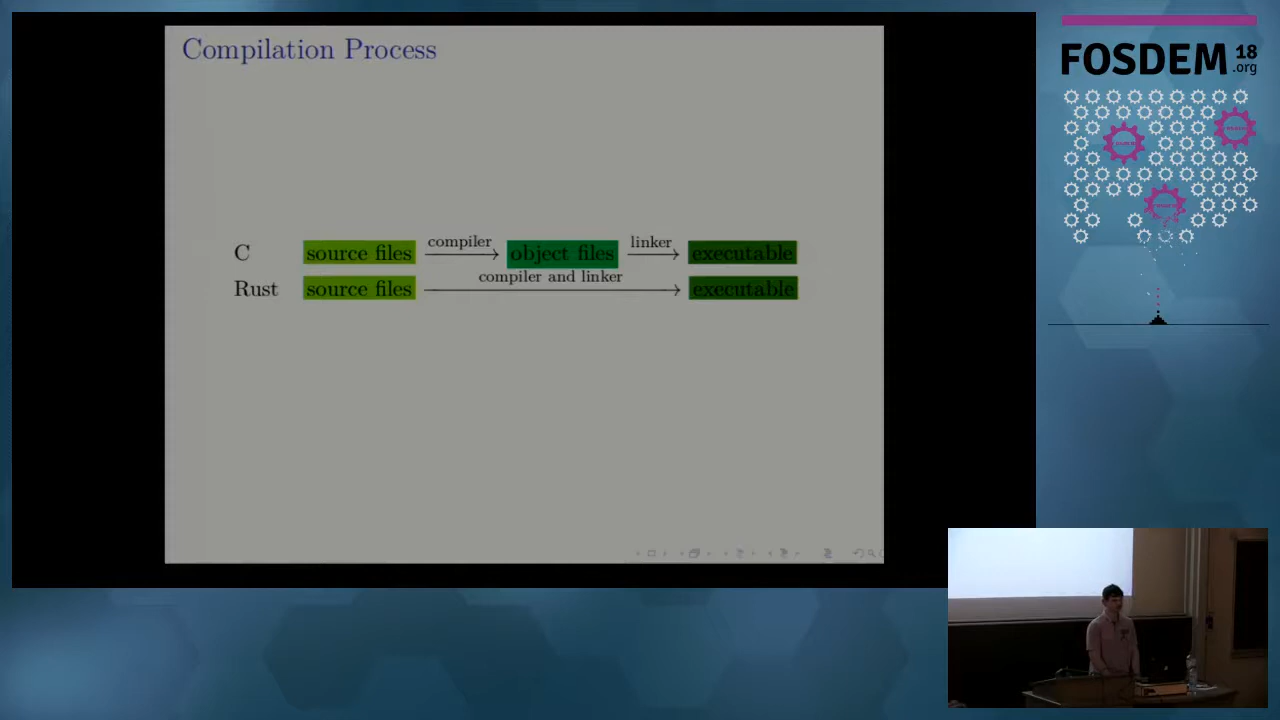 Compilation Process
C source files compiler object files linker executable
Rust source files compiler and linker executable
FOSDEM 18
.org